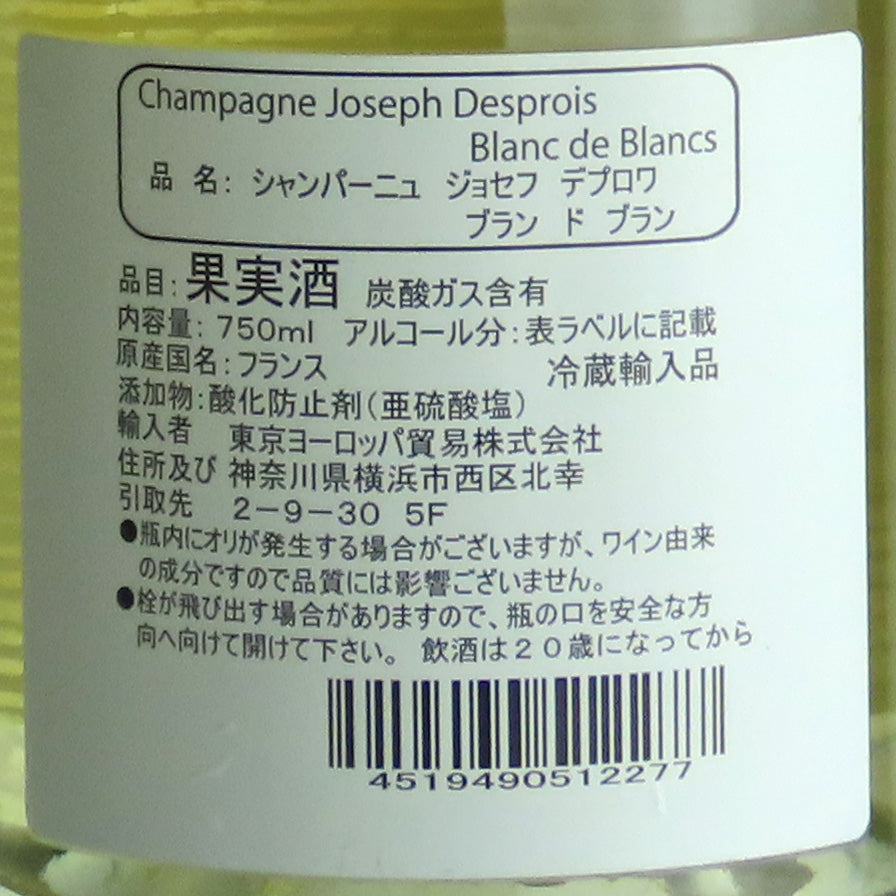 Champagne Joseph Desprois
Blanc de Blancs
品 名: シャンパーニュ ジョセフ デプロワ
ブラン ド ブラン
品目: 果実酒 炭酸ガス含有
内容量: 750ml アルコール分:表ラベルに記載
原産国名:フランス 冷蔵輸入品
添加物:酸化防止剤(亜硫酸塩)
輸入者 東京ヨーロッパ貿易株式会社
住所及び 神奈川県横浜市西区北幸
引取先 2-9-30 5F
●瓶内にオリが発生する場合がございますが、ワイン由来
の成分ですので品質には影響ございません。
●栓が飛び出す場合がありますので、瓶の口を安全な方
向へ向けて開けて下さい。 飲酒は20歳になってから
4519490512277